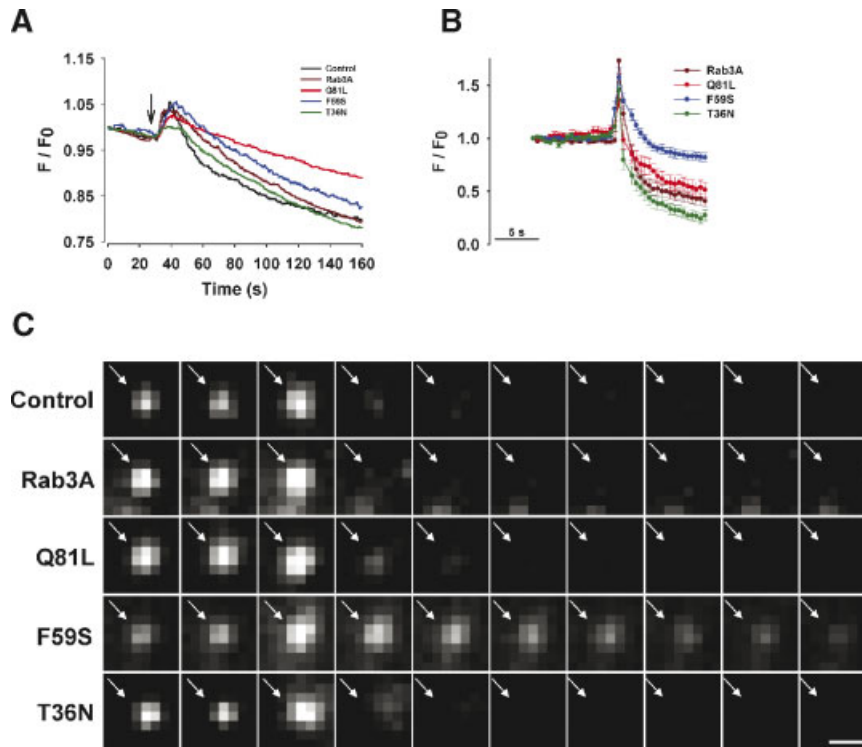 A
F / F0
1.15
1.05
0.95
0.85
0.75
0 20 40 60 80 100 120 140 160
Time (s)
Control
Rab3A
Q81L
F59S
T36N
B
F / F0
1.5
1.0
0.5
0.0
5 s
Rab3A
Q81L
F59S
T36N
C
Control
Rab3A
Q81L
F59S
T36N